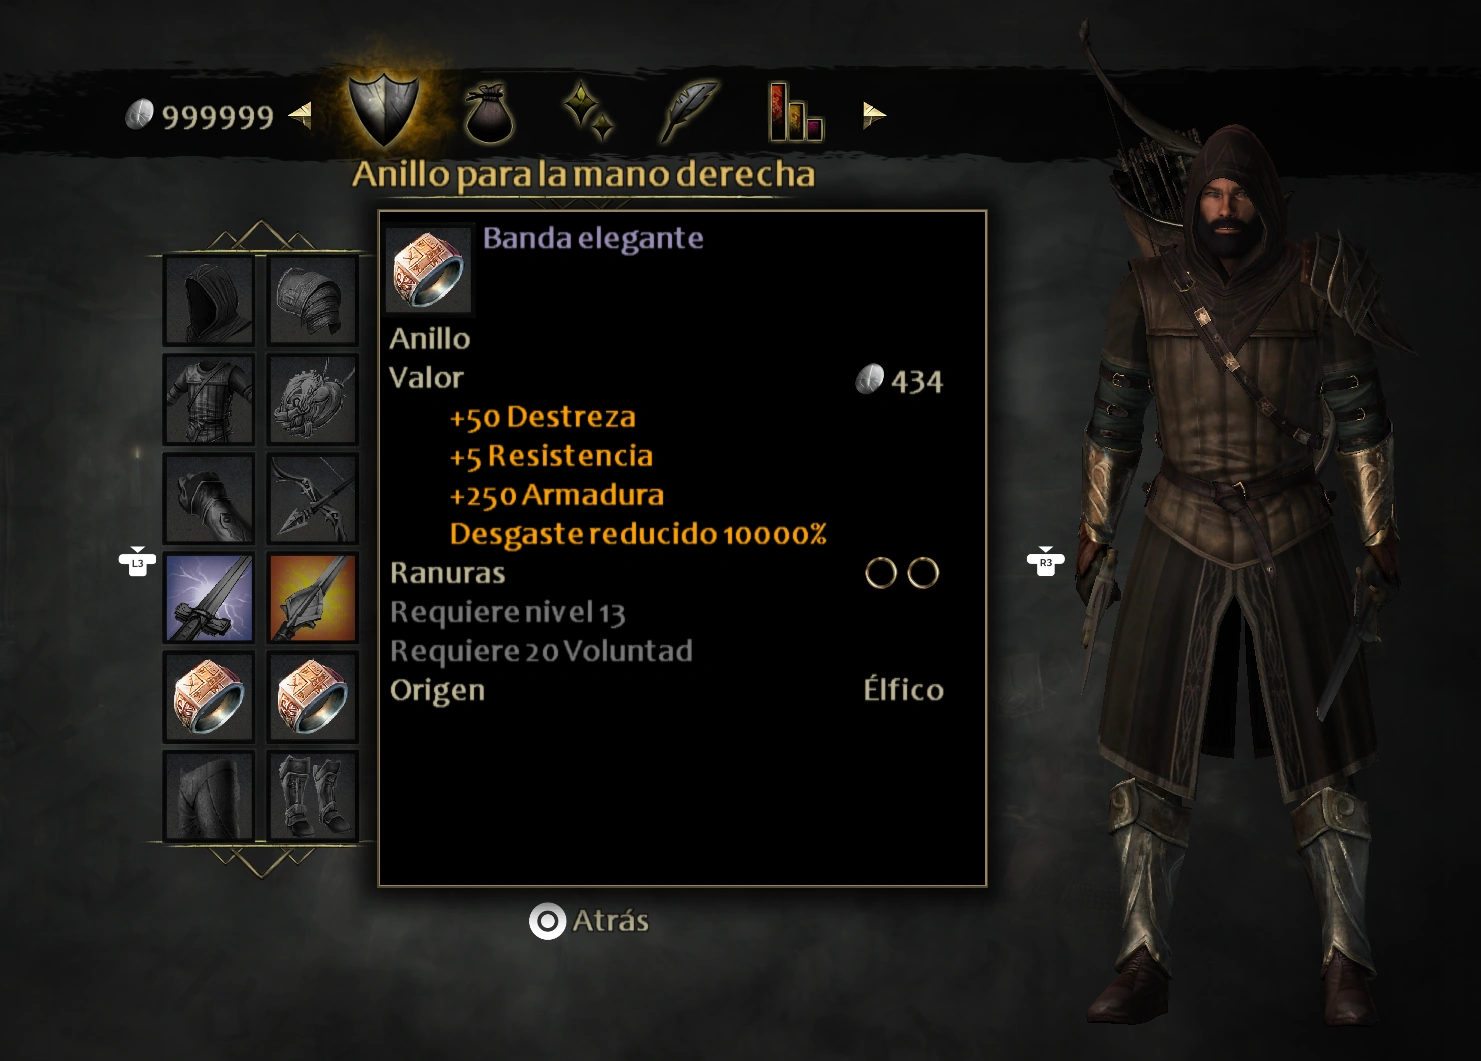 999999
Anillo para la mano derecha
Banda elegante
Anillo
Valor 434
+50 Destreza
+5 Resistencia
+250 Armadura
Desgaste reducido 10000%
Ranuras
Requiere nivel 13
Requiere 20 Voluntad
Origen Élfico
L3
R3
Atrás